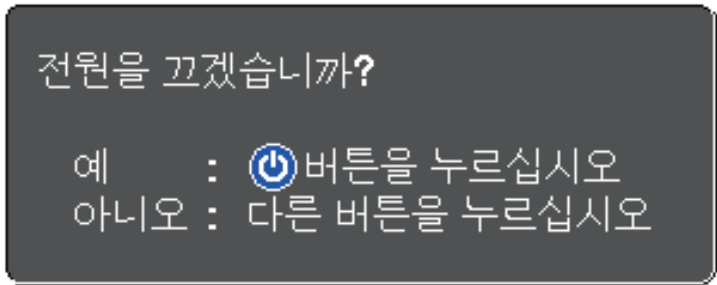 전원을 끄겠습니까?
예 : 버튼을 누르십시오
아니오 : 다른 버튼을 누르십시오